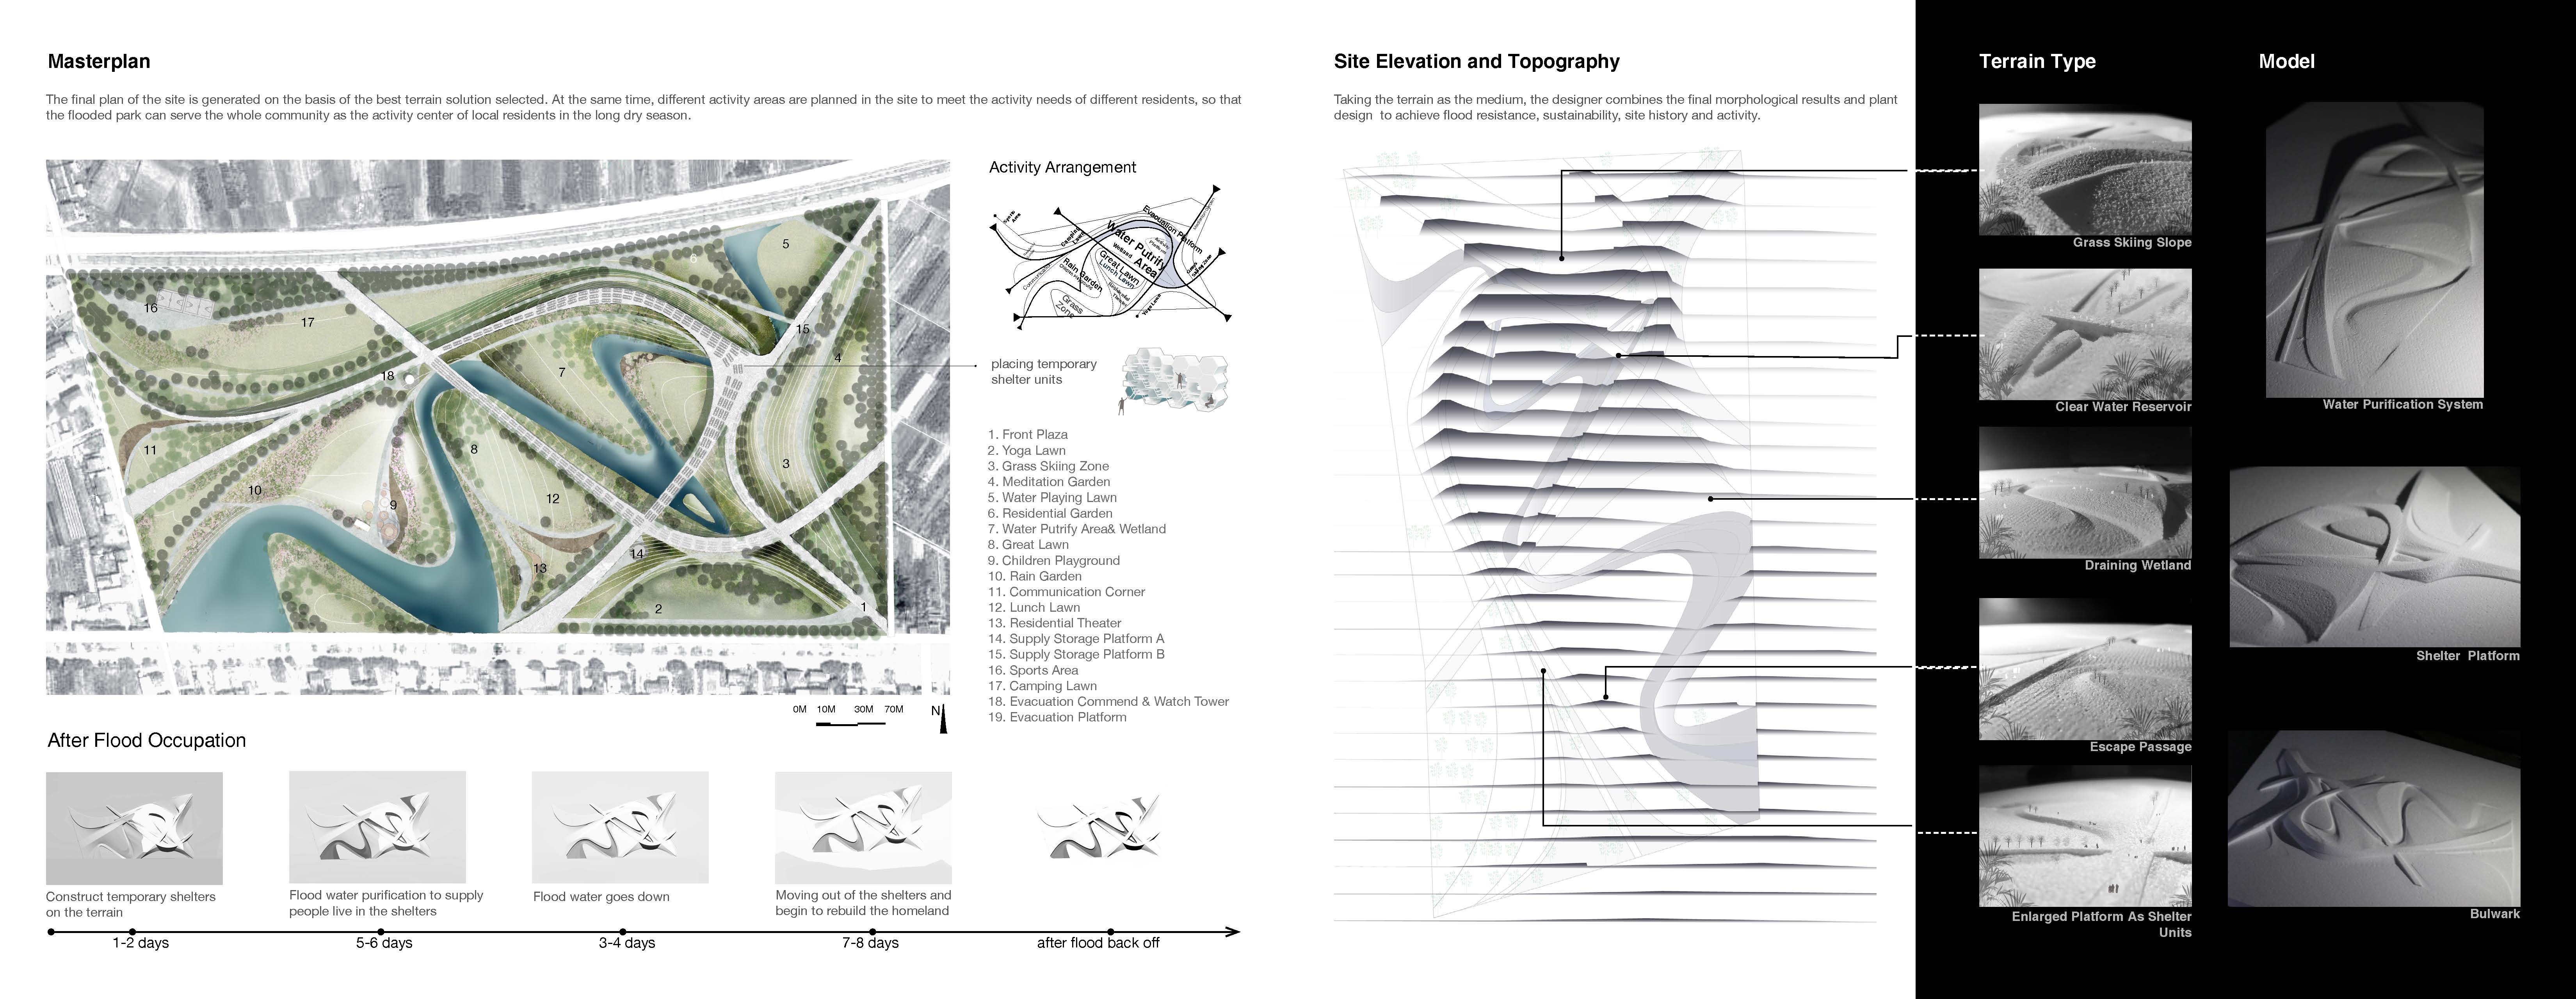 Masterplan
The final plan of the site is generated on the basis of the best terrain solution selected. At the same time, different activity areas are planned in the site to meet the activity needs of different residents, so that
the flooded park can serve the whole community as the activity center of local residents in the long dry season.
5
6
16
17
15
4
7
18
8
3
11
10
12
9
14
13
2
1
0M 10M 30M 70M
N
Activity Arrangement
Evacuation Platform
Water Putrify
Area
Wetland
Great Lawn
Lunch Lawn
Rain Garden
Grass
Zone
placing temporary
shelter units
1. Front Plaza
2. Yoga Lawn
3. Grass Skiing Zone
4. Meditation Garden
5. Water Playing Lawn
6. Residential Garden
7. Water Putrify Area& Wetland
8. Great Lawn
9. Children Playground
10. Rain Garden
11. Communication Corner
12. Lunch Lawn
13. Residential Theater
14. Supply Storage Platform A
15. Supply Storage Platform B
16. Sports Area
17. Camping Lawn
18. Evacuation Commend & Watch Tower
19. Evacuation Platform
After Flood Occupation
Construct temporary shelters
on the terrain
Flood water purification to supply
people live in the shelters
Flood water goes down
Moving out of the shelters and
begin to rebuild the homeland
1-2 days
5-6 days
3-4 days
7-8 days
after flood back off
Site Elevation and Topography
Taking the terrain as the medium, the designer combines the final morphological results and plant
design to achieve flood resistance, sustainability, site history and activity.
Terrain Type
Grass Skiing Slope
Clear Water Reservoir
Draining Wetland
Escape Passage
Enlarged Platform As Shelter
Units
Model
Water Purification System
Shelter Platform
Bulwark